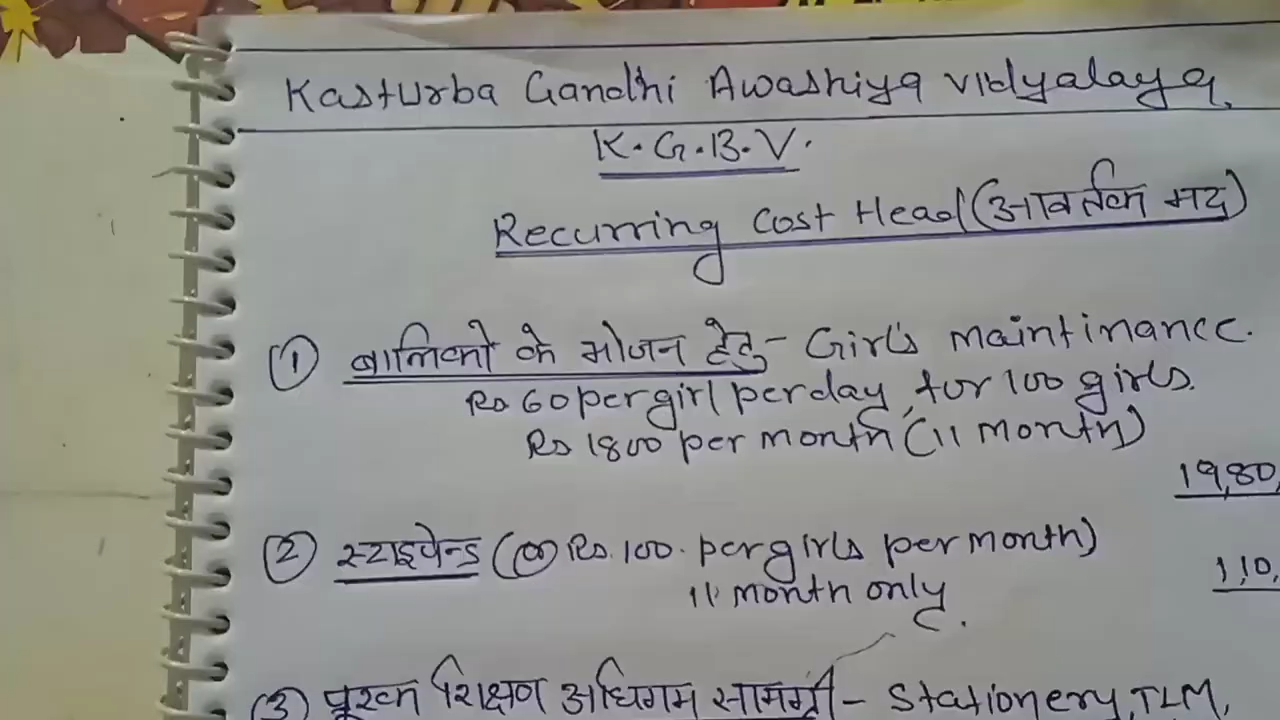 Kasturba Gandhi Awashiya Vidyalaya,
K.G.B.V.
Recurring Cost Head (आवर्तक मद)
① बालिको के भोजन हेतु - Girl's maintinance.
Rs 60 per girl per day, for 100 girls.
Rs 1800 per month (11 month)
19,80,
② स्टाइपेन्ड (@ Rs. 100. per girls per month)
1,10,
11 month only
③ पूरक शिक्षण अधिगम सामग्री - Stationery, TLM,